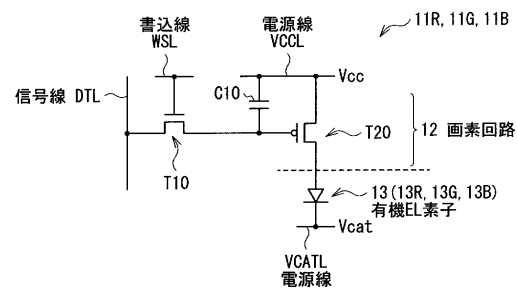 11R, 11G, 11B
書込線
WSL
電源線
VCCL
Vcc
信号線 DTL
C10
T10
T20
12 画素回路
13 (13R, 13G, 13B)
有機EL素子
Vcat
VCATL
電源線